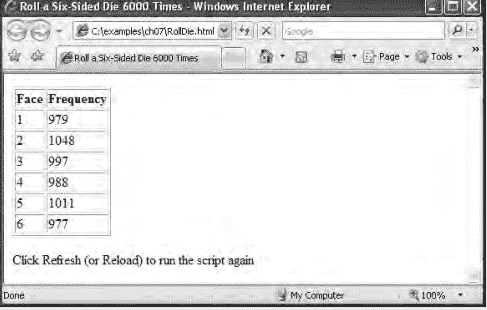 Roll a Six-Sided Die 6000 Times - Windows Internet Explorer
C:\examples\ch07\RollDie.html
Google
Roll a Six-Sided Die 6000 Times
Page
Tools
Face Frequency
1 979
2 1048
3 997
4 988
5 1011
6 977
Click Refresh (or Reload) to run the script again
Done My Computer 100%